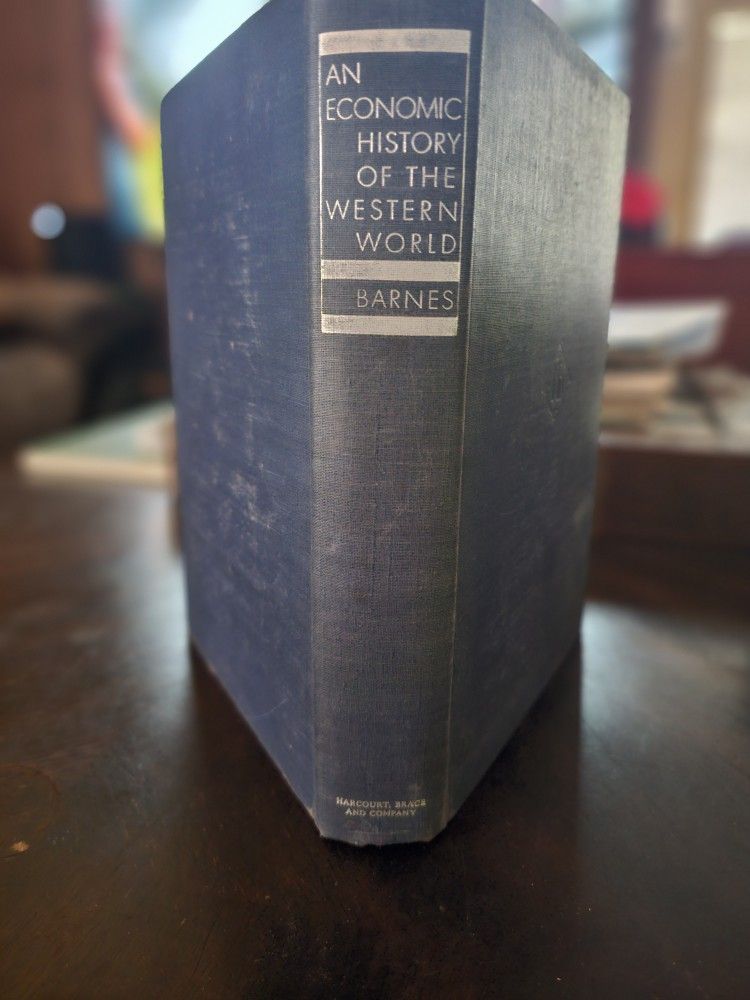 AN
ECONOMIC
HISTORY
OF THE
WESTERN
WORLD
BARNES
HARCOURT, BRACE
AND COMPANY